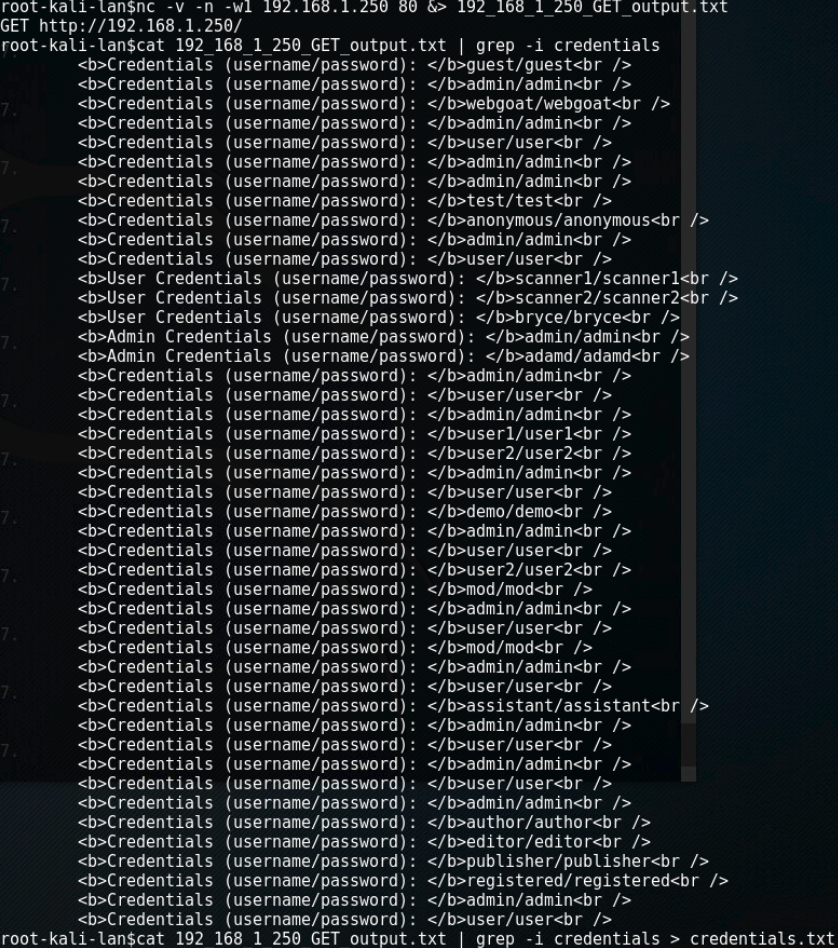 root-kali-lan$nc -v -n -w1 192.168.1.250 80 &> 192_168_1_250_GET_output.txt
GET http://192.168.1.250/
root-kali-lan$cat 192_168_1_250_GET_output.txt | grep -i credentials
<b>Credentials (username/password): </b>guest/guest<br />
<b>Credentials (username/password): </b>admin/admin<br />
<b>Credentials (username/password): </b>webgoat/webgoat<br />
<b>Credentials (username/password): </b>admin/admin<br />
<b>Credentials (username/password): </b>user/user<br />
<b>Credentials (username/password): </b>admin/admin<br />
<b>Credentials (username/password): </b>admin/admin<br />
<b>Credentials (username/password): </b>test/test<br />
<b>Credentials (username/password): </b>anonymous/anonymous<br />
<b>Credentials (username/password): </b>admin/admin<br />
<b>Credentials (username/password): </b>user/user<br />
<b>User Credentials (username/password): </b>scanner1/scanner1<br />
<b>User Credentials (username/password): </b>scanner2/scanner2<br />
<b>User Credentials (username/password): </b>bryce/bryce<br />
<b>Admin Credentials (username/password): </b>admin/admin<br />
<b>Admin Credentials (username/password): </b>adamd/adamd<br />
<b>Credentials (username/password): </b>admin/admin<br />
<b>Credentials (username/password): </b>user/user<br />
<b>Credentials (username/password): </b>admin/admin<br />
<b>Credentials (username/password): </b>user1/user1<br />
<b>Credentials (username/password): </b>user2/user2<br />
<b>Credentials (username/password): </b>admin/admin<br />
<b>Credentials (username/password): </b>user/user<br />
<b>Credentials (username/password): </b>demo/demo<br />
<b>Credentials (username/password): </b>admin/admin<br />
<b>Credentials (username/password): </b>user/user<br />
<b>Credentials (username/password): </b>user2/user2<br />
<b>Credentials (username/password): </b>mod/mod<br />
<b>Credentials (username/password): </b>admin/admin<br />
<b>Credentials (username/password): </b>user/user<br />
<b>Credentials (username/password): </b>mod/mod<br />
<b>Credentials (username/password): </b>admin/admin<br />
<b>Credentials (username/password): </b>user/user<br />
<b>Credentials (username/password): </b>assistant/assistant<br />
<b>Credentials (username/password): </b>admin/admin<br />
<b>Credentials (username/password): </b>user/user<br />
<b>Credentials (username/password): </b>admin/admin<br />
<b>Credentials (username/password): </b>user/user<br />
<b>Credentials (username/password): </b>admin/admin<br />
<b>Credentials (username/password): </b>author/author<br />
<b>Credentials (username/password): </b>editor/editor<br />
<b>Credentials (username/password): </b>publisher/publisher<br />
<b>Credentials (username/password): </b>registered/registered<br />
<b>Credentials (username/password): </b>admin/admin<br />
<b>Credentials (username/password): </b>user/user<br />
root-kali-lan$cat 192_168_1_250_GET_output.txt | grep -i credentials > credentials.txt